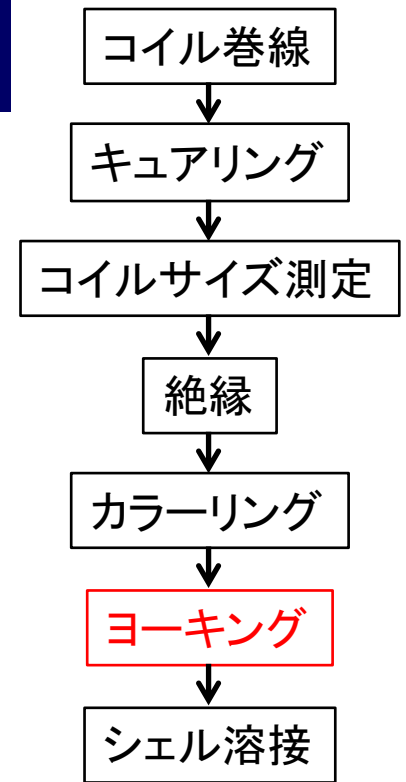 コイル巻線
キュアリング
コイルサイズ測定
絶縁
カラーリング
ヨーキング
シェル溶接